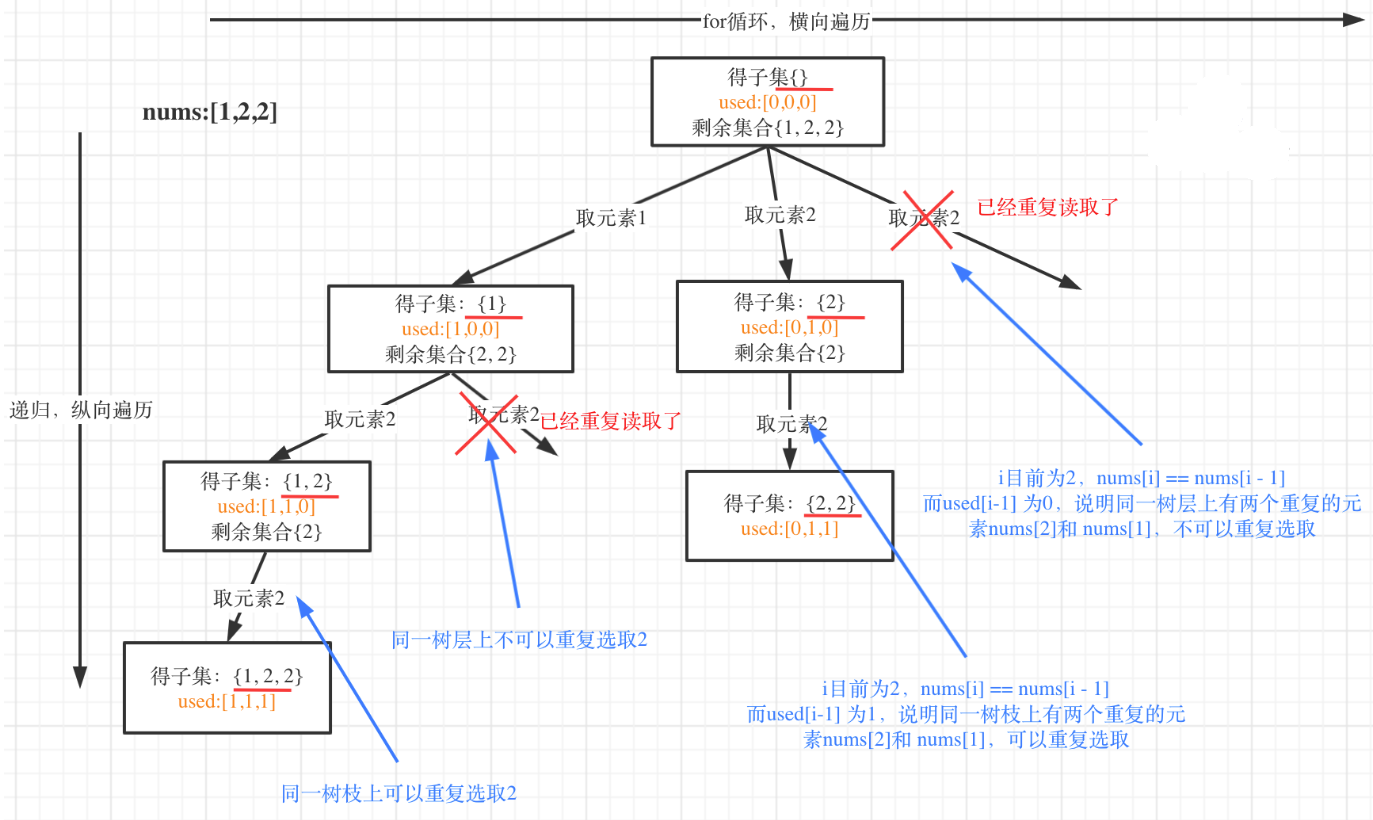 for循环，横向遍历
得子集{}
used:[0,0,0]
剩余集合{1, 2, 2}
nums:[1,2,2]
取元素1
取元素2
取元素2
已经重复读取了
得子集：{1}
used:[1,0,0]
剩余集合{2, 2}
得子集：{2}
used:[0,1,0]
剩余集合{2}
递归，纵向遍历
取元素2
取元素2
已经重复读取了
取元素2
得子集：{1, 2}
used:[1,1,0]
剩余集合{2}
得子集：{2, 2}
used:[0,1,1]
i目前为2，nums[i] == nums[i - 1]
而used[i-1] 为0，说明同一树层上有两个重复的元
素nums[2]和 nums[1]，不可以重复选取
取元素2
同一树层上不可以重复选取2
得子集：{1, 2, 2}
used:[1,1,1]
i目前为2，nums[i] == nums[i - 1]
而used[i-1] 为1，说明同一树枝上有两个重复的元
素nums[2]和 nums[1]，可以重复选取
同一树枝上可以重复选取2